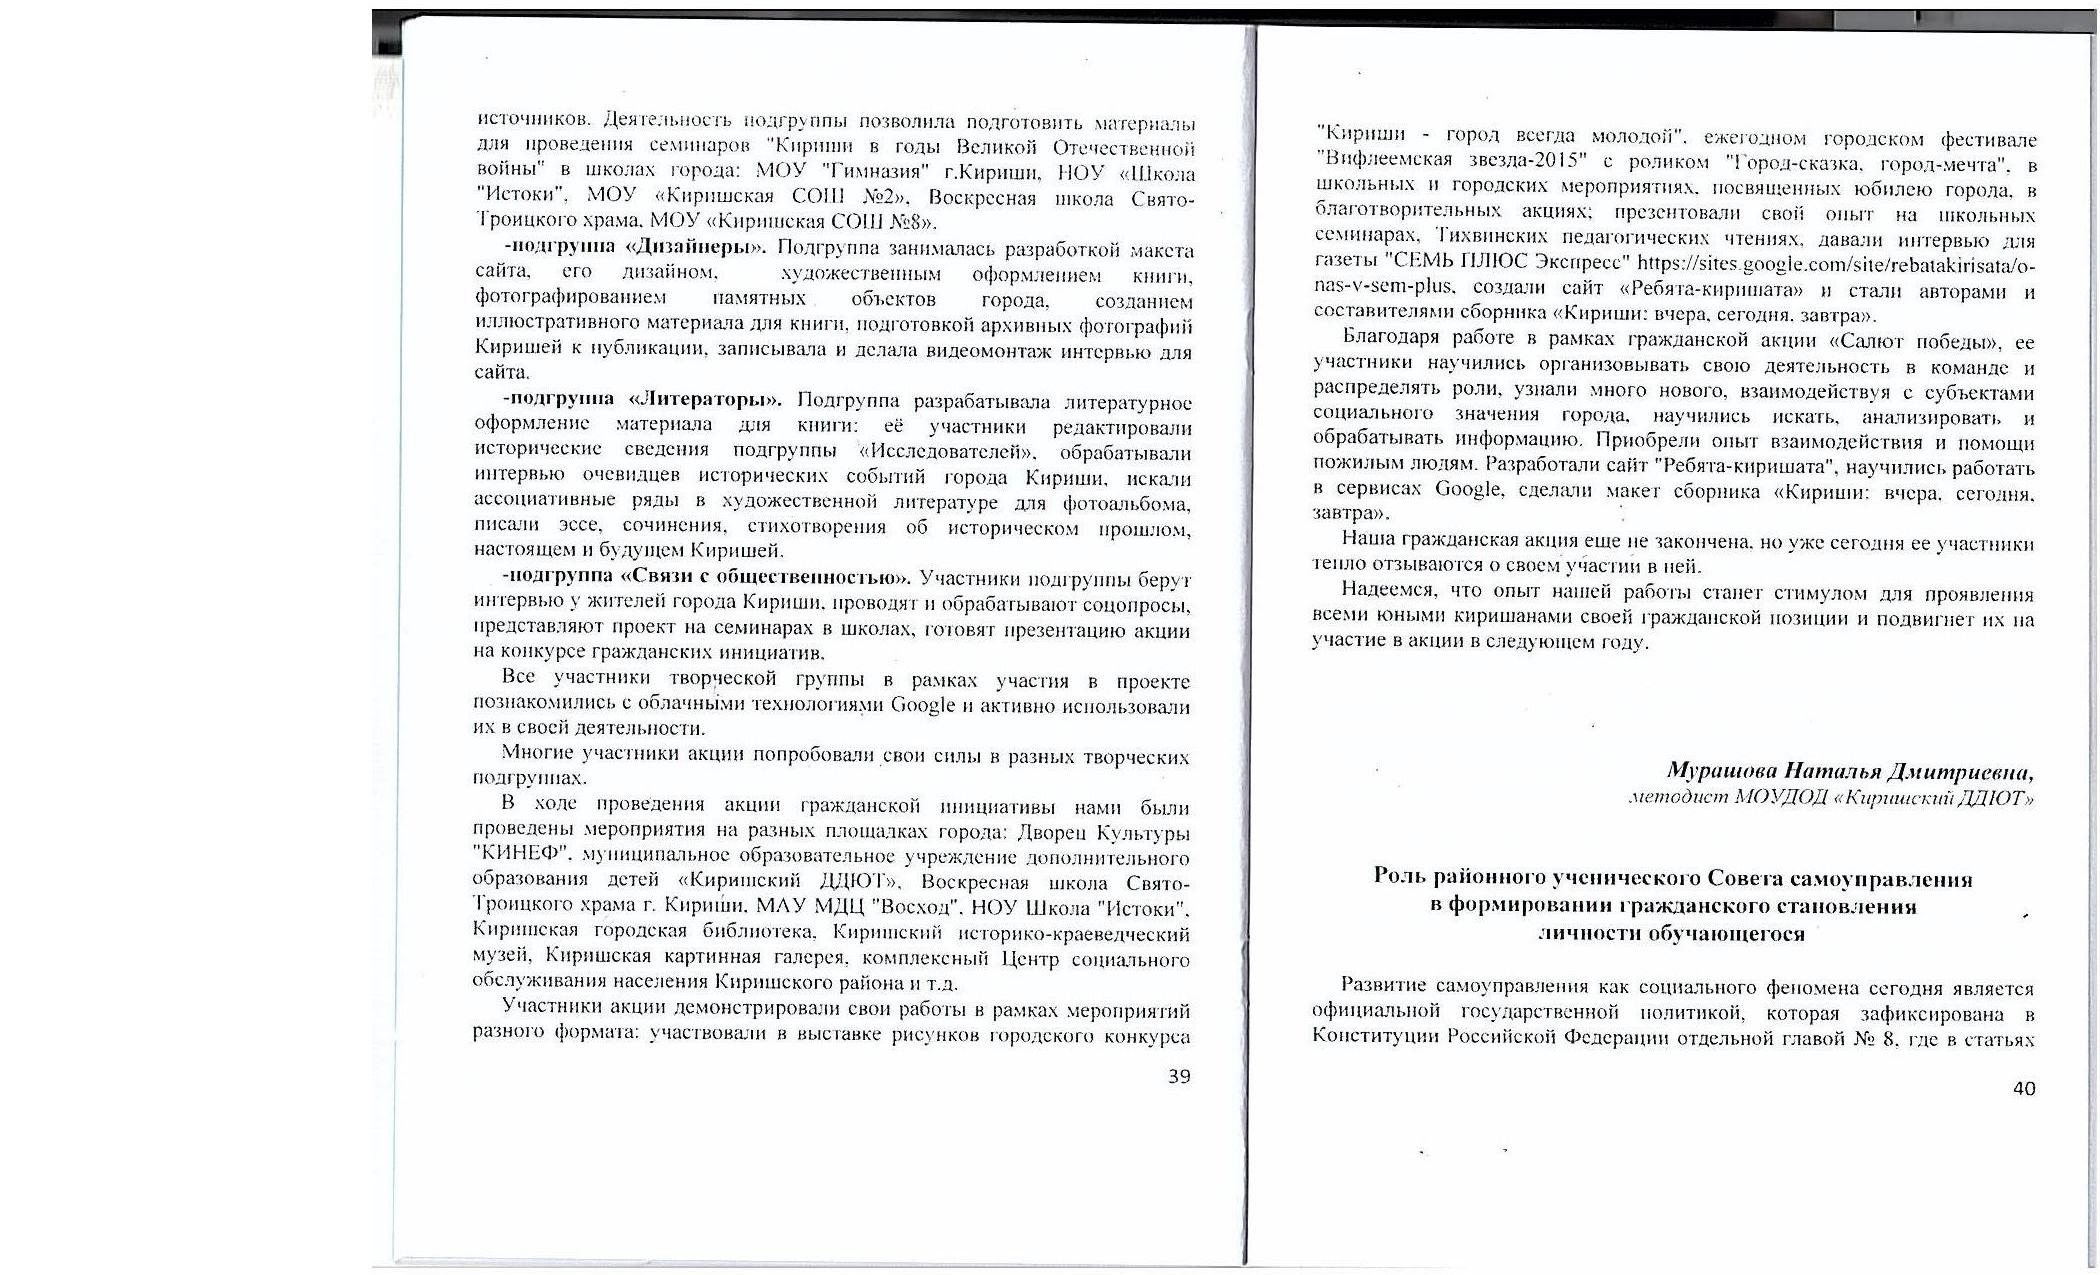 источников. Деятельность подгруппы позволила подготовить материалы
для проведения семинаров "Кириши в годы Великой Отечественной
войны" в школах города: МОУ "Гимназия" г.Кириши, НОУ «Школа
"Истоки", МОУ «Киришская СОШ №2», Воскресная школа Свято-
Троицкого храма, МОУ «Киришская СОШ №8».
-подгруппа «Дизайнеры». Подгруппа занималась разработкой макета
сайта, его дизайном, художественным оформлением книги,
фотографированием памятных объектов города, созданием
иллюстративного материала для книги, подготовкой архивных фотографий
Киришей к публикации, записывала и делала видеомонтаж интервью для
сайта.
-подгруппа «Литераторы». Подгруппа разрабатывала литературное
оформление материала для книги: её участники редактировали
исторические сведения подгруппы «Исследователей», обрабатывали
интервью очевидцев исторических событий города Кириши, искали
ассоциативные ряды в художественной литературе для фотоальбома,
писали эссе, сочинения, стихотворения об историческом прошлом,
настоящем и будущем Киришей.
-подгруппа «Связи с общественностью». Участники подгруппы берут
интервью у жителей города Кириши, проводят и обрабатывают соцопросы,
представляют проект на семинарах в школах, готовят презентацию акции
на конкурсе гражданских инициатив.
Все участники творческой группы в рамках участия в проекте
познакомились с облачными технологиями Google и активно использовали
их в своей деятельности.
Многие участники акции попробовали свои силы в разных творческих
подгруппах.
В ходе проведения акции гражданской инициативы нами были
проведены мероприятия на разных площадках города: Дворец Культуры
"КИНЕФ", муниципальное образовательное учреждение дополнительного
образования детей «Киришский ДДЮТ», Воскресная школа Свято-
Троицкого храма г. Кириши, МАУ МДЦ "Восход", НОУ Школа "Истоки",
Киришская городская библиотека, Киришский историко-краеведческий
музей, Киришская картинная галерея, комплексный Центр социального
обслуживания населения Киришского района и т.д.
Участники акции демонстрировали свои работы в рамках мероприятий
разного формата: участвовали в выставке рисунков городского конкурса
39
"Кириши - город всегда молодой", ежегодном городском фестивале
"Вифлеемская звезда-2015" с роликом "Город-сказка, город-мечта", в
школьных и городских мероприятиях, посвященных юбилею города, в
благотворительных акциях; презентовали свой опыт на школьных
семинарах, Тихвинских педагогических чтениях, давали интервью для
газеты "СЕМЬ ПЛЮС Экспресс" https://sites.google.com/site/rebatakirisata/o-
nas-v-sem-plus, создали сайт «Ребята-киришата» и стали авторами и
составителями сборника «Кириши: вчера, сегодня, завтра».
Благодаря работе в рамках гражданской акции «Салют победы», ее
участники научились организовывать свою деятельность в команде и
распределять роли, узнали много нового, взаимодействуя с субъектами
социального значения города, научились искать, анализировать и
обрабатывать информацию. Приобрели опыт взаимодействия и помощи
пожилым людям. Разработали сайт "Ребята-киришата", научились работать
в сервисах Google, сделали макет сборника «Кириши: вчера, сегодня,
завтра».
Наша гражданская акция еще не закончена, но уже сегодня ее участники
тепло отзываются о своем участии в ней.
Надеемся, что опыт нашей работы станет стимулом для проявления
всеми юными киришанами своей гражданской позиции и подвигнет их на
участие в акции в следующем году.
Мурашова Наталья Дмитриевна,
методист МОУДОД «Киришский ДДЮТ»
Роль районного ученического Совета самоуправления
в формировании гражданского становления
личности обучающегося
Развитие самоуправления как социального феномена сегодня является
официальной государственной политикой, которая зафиксирована в
Конституции Российской Федерации отдельной главой № 8, где в статьях
40